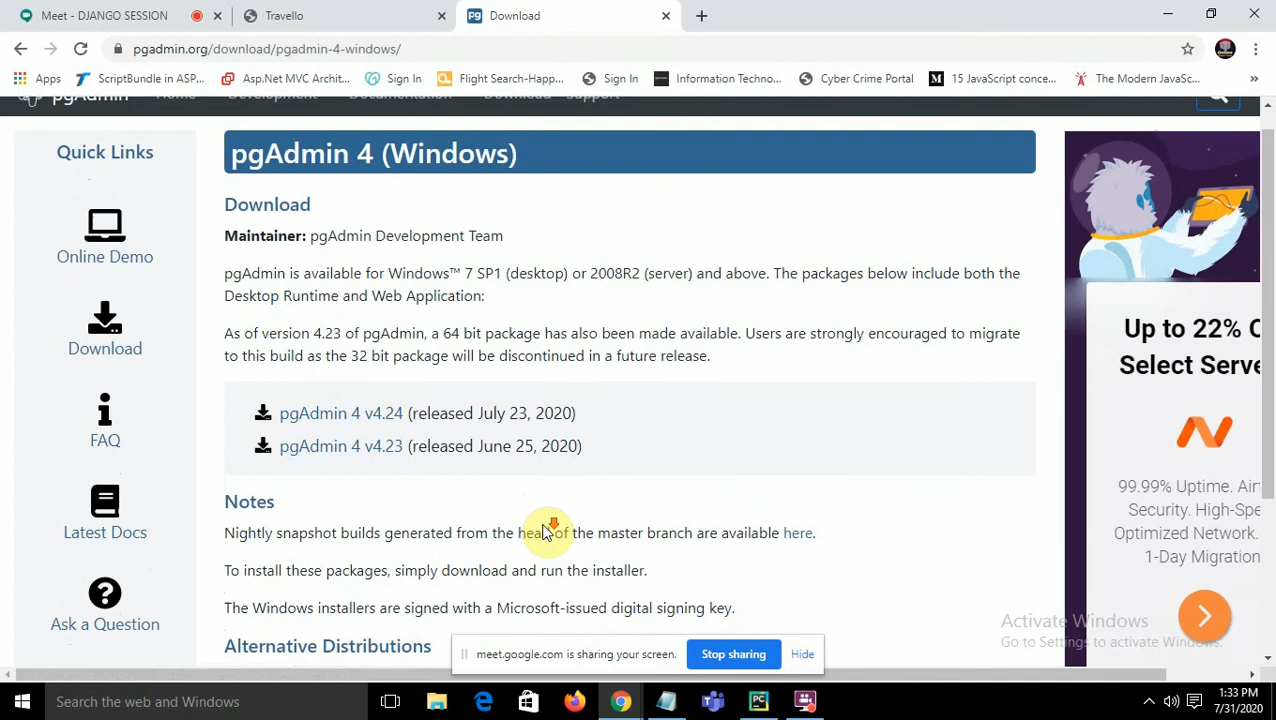 Meet - DJANGO SESSION
Travello
Download
pgadmin.org/download/pgadmin-4-windows/
Apps
ScriptBundle in ASP...
Asp.Net MVC Archit...
Sign In
Flight Search-Happ...
Sign In
Information Techno...
Cyber Crime Portal
15 JavaScript conce...
The Modern JavaSc...
»
pgAdmin
Home
Development
Documentation
Download
Support
Quick Links
Online Demo
Download
FAQ
Latest Docs
Ask a Question
pgAdmin 4 (Windows)
Download
Maintainer: pgAdmin Development Team
pgAdmin is available for Windows™ 7 SP1 (desktop) or 2008R2 (server) and above. The packages below include both the
Desktop Runtime and Web Application:
As of version 4.23 of pgAdmin, a 64 bit package has also been made available. Users are strongly encouraged to migrate
to this build as the 32 bit package will be discontinued in a future release.
pgAdmin 4 v4.24 (released July 23, 2020)
pgAdmin 4 v4.23 (released June 25, 2020)
Notes
Nightly snapshot builds generated from the head of the master branch are available here.
To install these packages, simply download and run the installer.
The Windows installers are signed with a Microsoft-issued digital signing key.
Alternative Distributions
Up to 22% 
Select Serve
99.99% Uptime. Air
Security. High-Spe
Optimized Network.
1-Day Migration
Activate Windows
Go to Settings to activate Windows.
meet.google.com is sharing your screen.
Stop sharing
Hide
Search the web and Windows
1:33 PM
7/31/2020